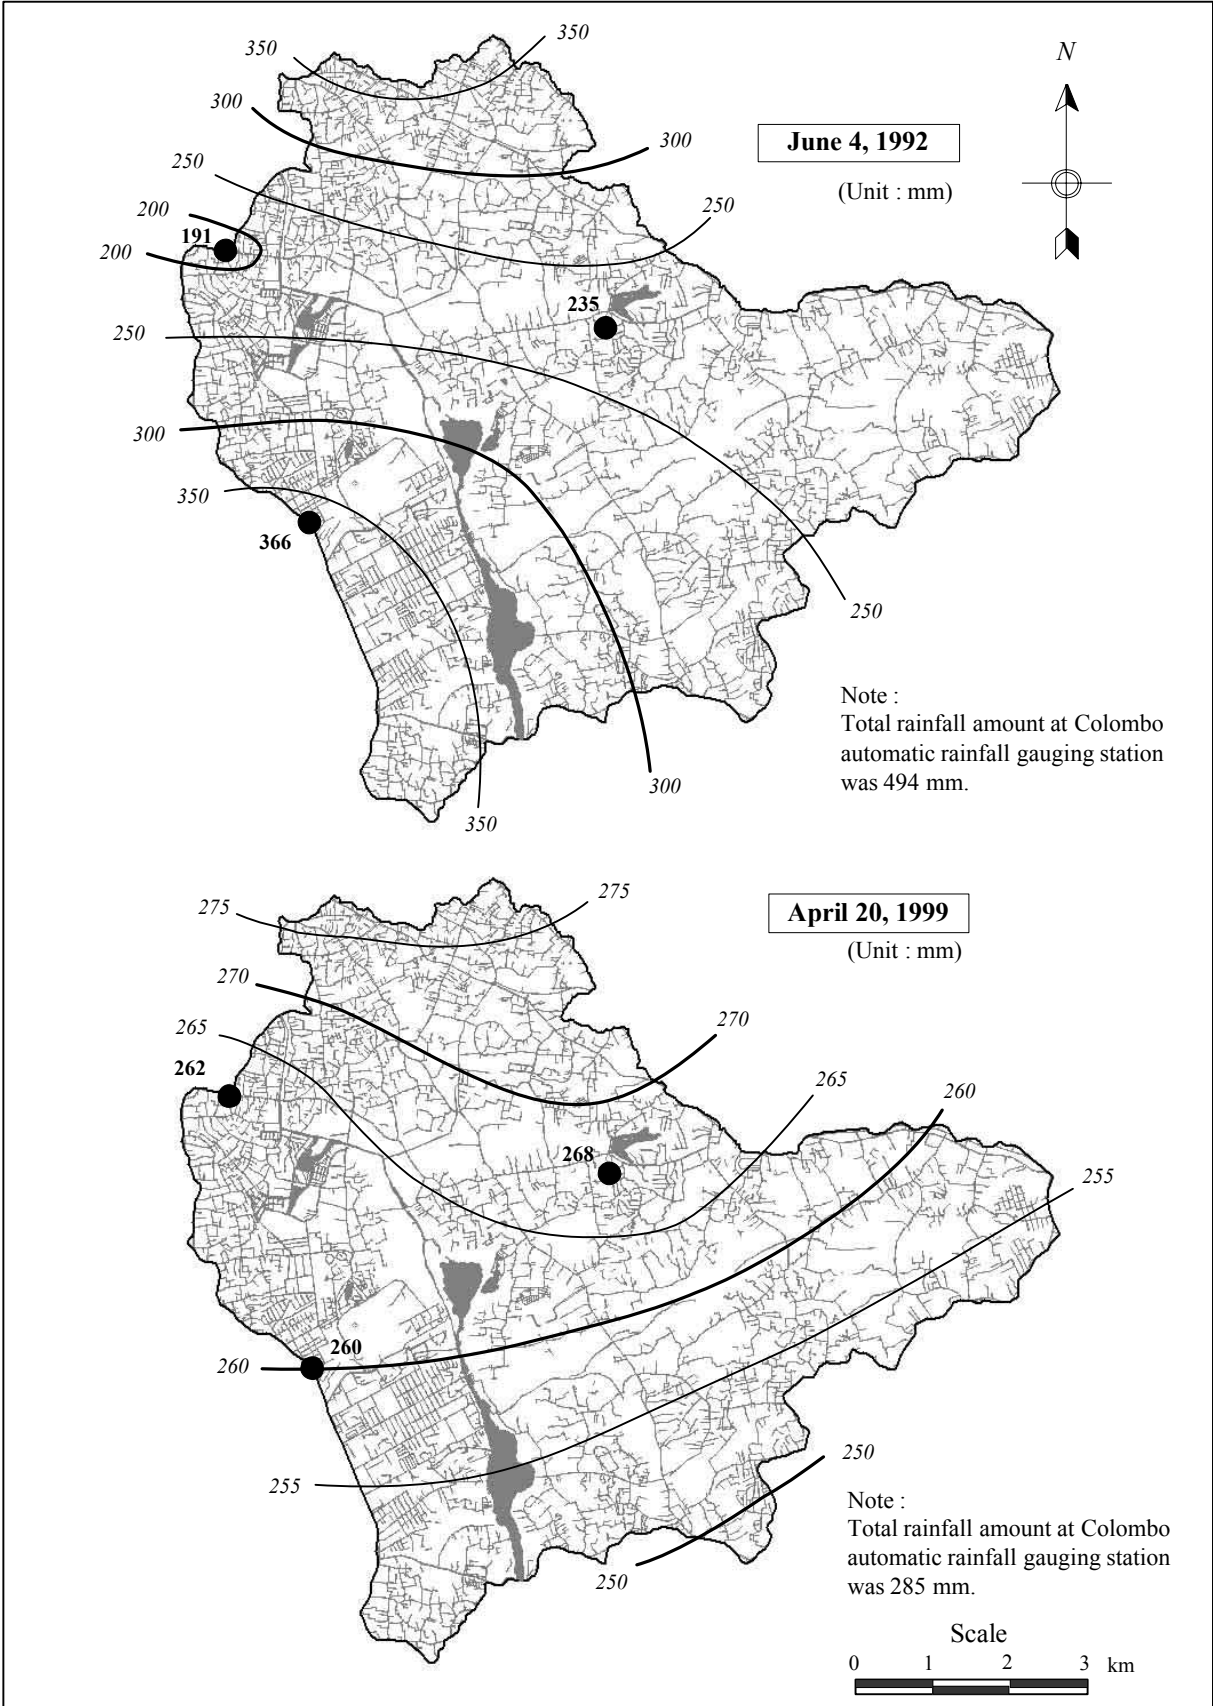 350
350
N
300
June 4, 1992
300
250
(Unit : mm)
200
250
191
200
235
250
300
350
366
250
Note :
Total rainfall amount at Colombo
automatic rainfall gauging station
was 494 mm.
300
350
275
275
April 20, 1999
(Unit : mm)
270
265
270
262
265
260
268
255
260
260
250
255
Note :
Total rainfall amount at Colombo
automatic rainfall gauging station
was 285 mm.
250
Scale
0 1 2 3 km